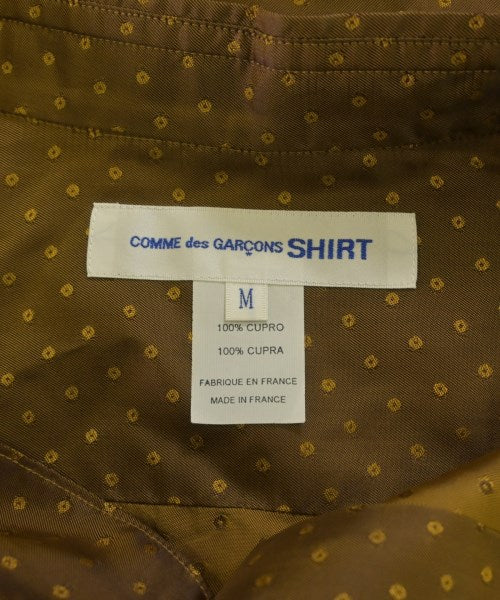 COMME des GARÇONS SHIRT
M
100% CUPRO
100% CUPRA
FABRIQUE EN FRANCE
MADE IN FRANCE